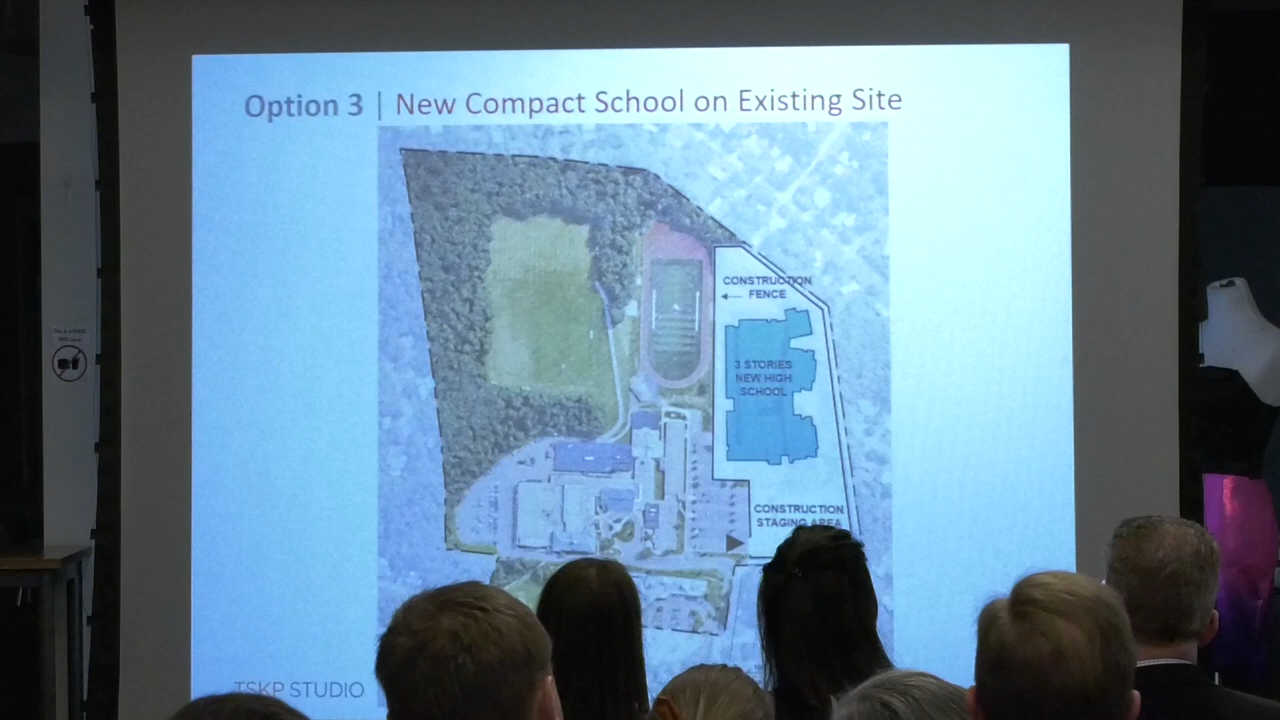 Option 3 | New Compact School on Existing Site
CONSTRUCTION
FENCE
3 STORIES
NEW HIGH
SCHOOL
CONSTRUCTION
STAGING AREA
TSKP STUDIO